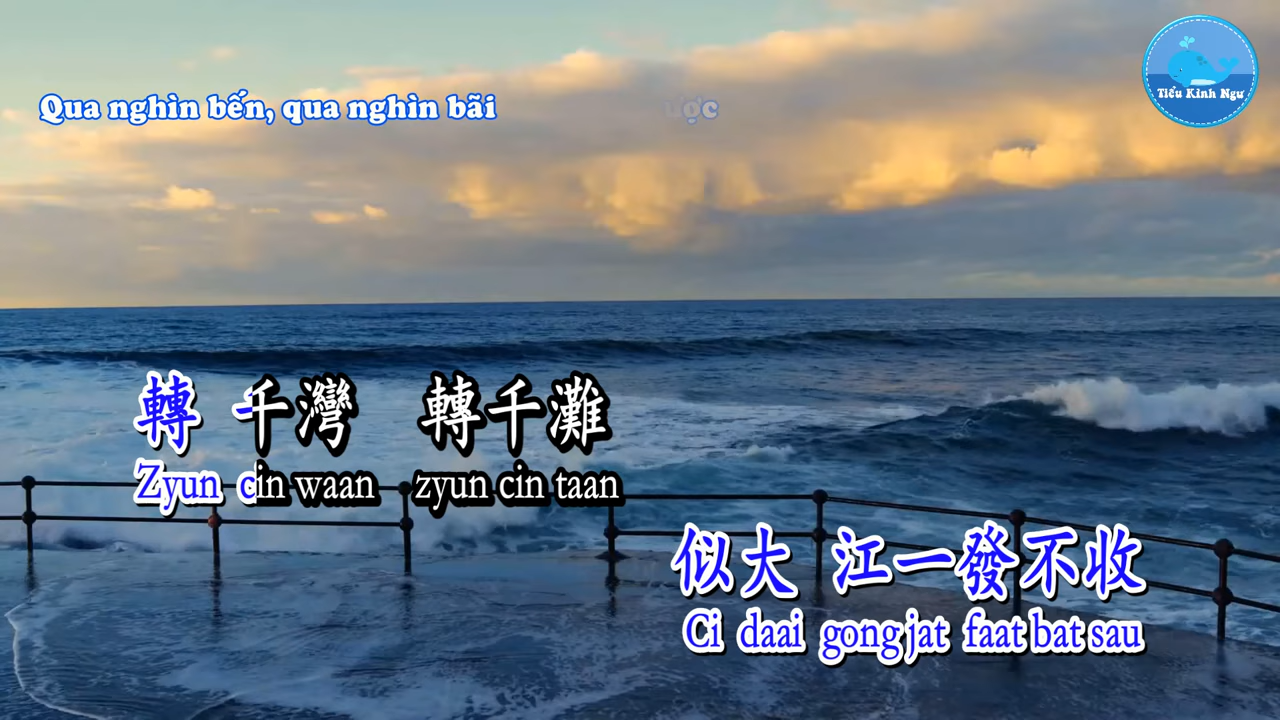 Qua nghìn bến, qua nghìn bãi
Tiểu Kình Ngư
轉 千灣 轉千灘
Zyun cin waan zyun cin taan
似大 江一發不收
Ci daai gong jat faat bat sau